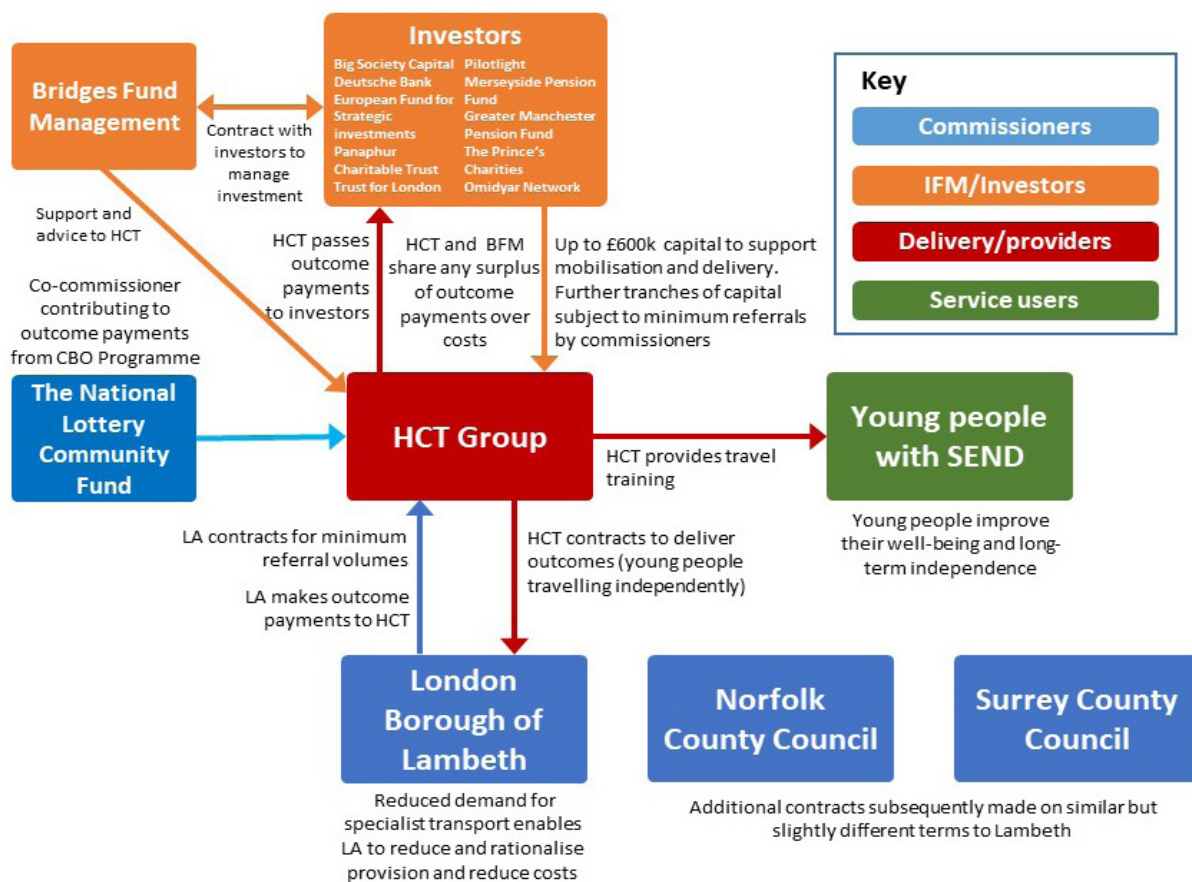 Investors
Big Society Capital
Deutsche Bank
European Fund for
Strategic
investments
Panaphur
Charitable Trust
Trust for London
Pilotlight
Merseyside Pension
Fund
Greater Manchester
Pension Fund
The Prince's
Charities
Omidyar Network
Bridges Fund
Management
Contract with
investors to
manage
investment
Key
Commissioners
IFM/Investors
Delivery/providers
Service users
Support and
advice to HCT
HCT passes
outcome
payments
to investors
HCT and BFM
share any surplus
of outcome
payments over
costs
Up to £600k capital to support
mobilisation and delivery.
Further tranches of capital
subject to minimum referrals
by commissioners
Co-commissioner
contributing to
outcome payments
from CBO Programme
The National
Lottery
Community
Fund
HCT Group
HCT provides travel
training
Young people
with SEND
Young people improve
their well-being and long-
term independence
LA contracts for minimum
referral volumes
LA makes outcome
payments to HCT
HCT contracts to deliver
outcomes (young people
travelling independently)
London
Borough of
Lambeth
Norfolk
County Council
Surrey County
Council
Reduced demand for
specialist transport enables
LA to reduce and rationalise
provision and reduce costs
Additional contracts subsequently made on similar but
slightly different terms to Lambeth